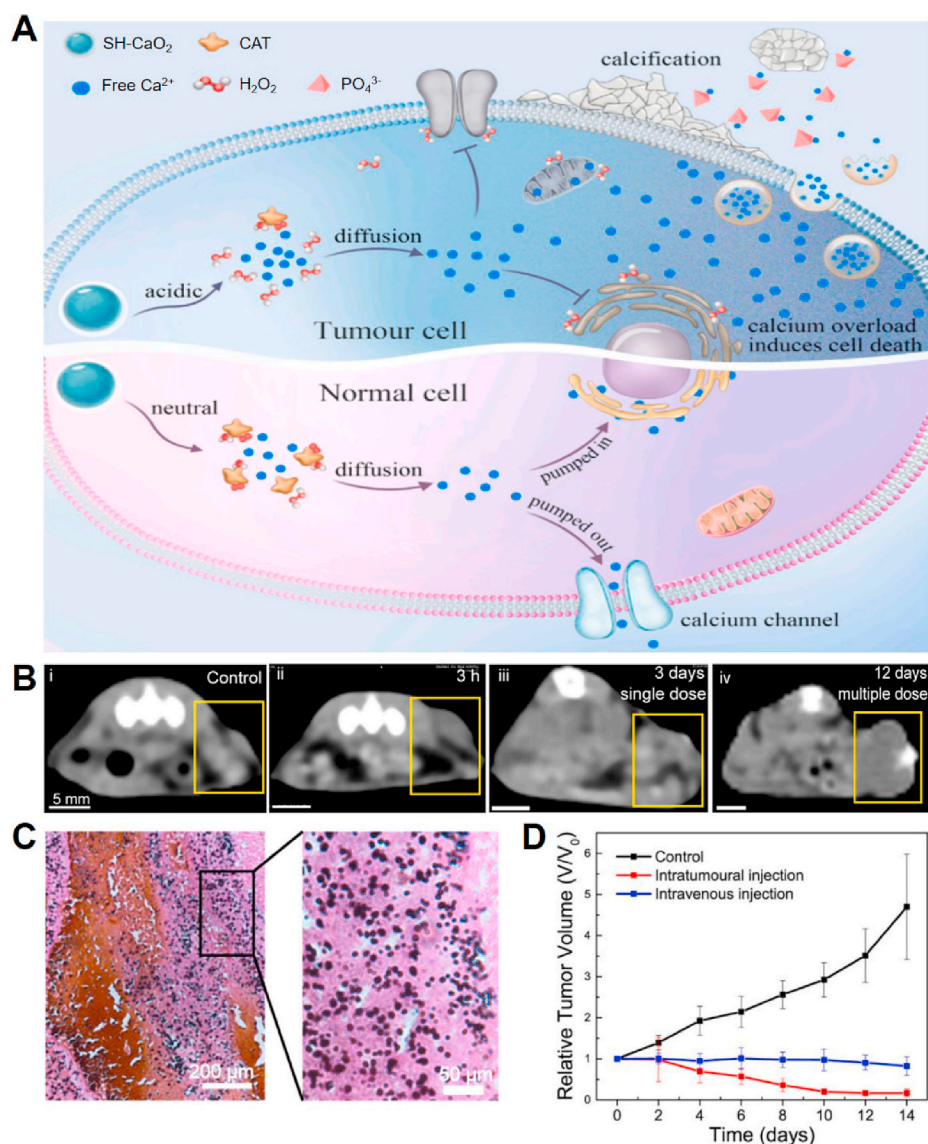 A
SH-CaO₂
CAT
Free Ca²⁺
H₂O₂
PO₄³⁻
calcification
diffusion
acidic
Tumour cell
calcium overload
induces cell death
Normal cell
neutral
diffusion
pumped in
pumped out
calcium channel
B
i
Control
5 mm
ii
3 h
iii
3 days
single dose
iv
12 days
multiple dose
C
200 μm
50 μm
D
Relative Tumor Volume (V/V₀)
6
5
4
3
2
1
0
Control
Intratumoural injection
Intravenous injection
0 2 4 6 8 10 12 14
Time (days)